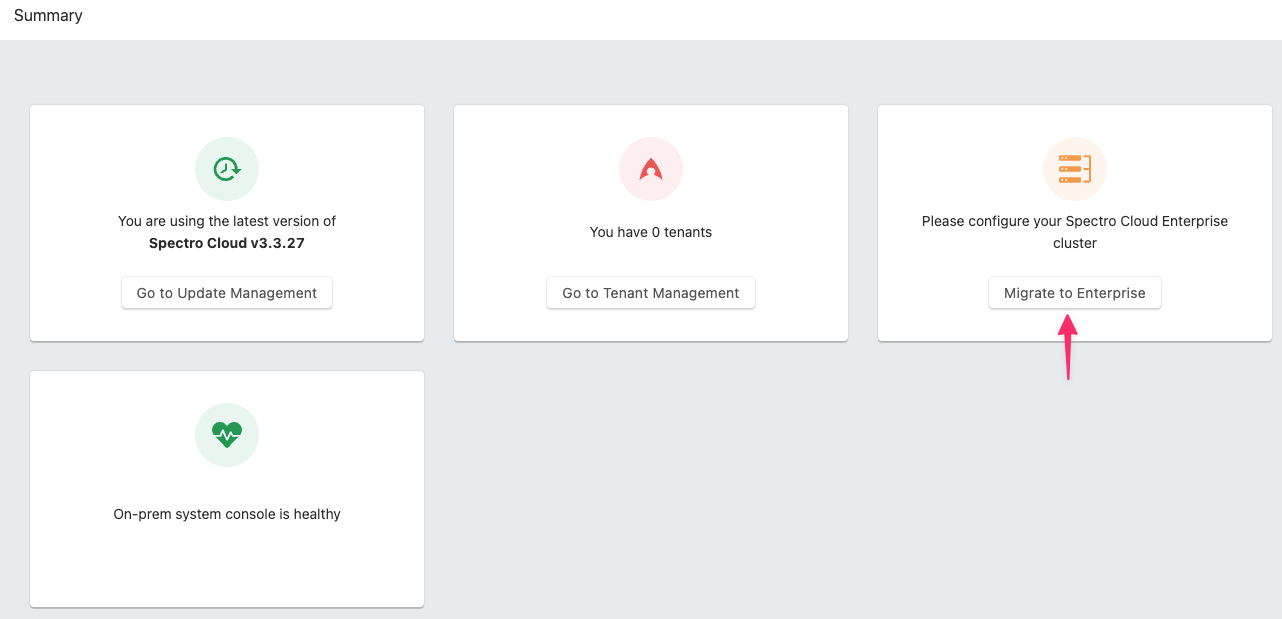 Summary
You are using the latest version of
Spectro Cloud v3.3.27
Go to Update Management
You have 0 tenants
Go to Tenant Management
Please configure your Spectro Cloud Enterprise
cluster
Migrate to Enterprise
On-prem system console is healthy